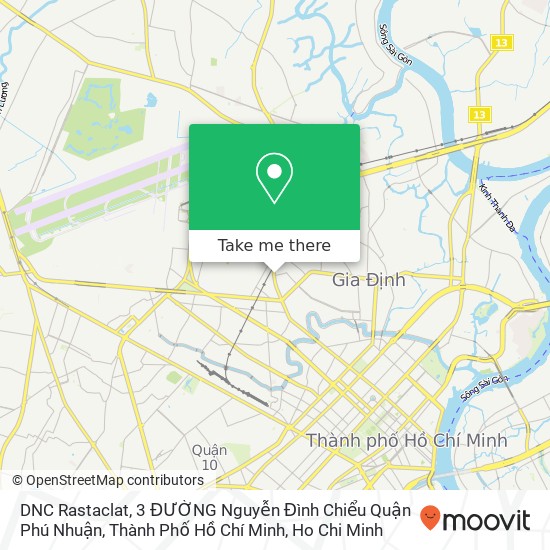 Sông Sài Gòn
13
13
Kinh Thanh Đa
Take me there
Gia Định
Sông Sài Gòn
Thành phố Hồ Chí Minh
Quận
10
© OpenStreetMap contributors
DNC Rastaclat, 3 ĐƯỜNG Nguyễn Đình Chiểu Quận
Phú Nhuận, Thành Phố Hồ Chí Minh, Ho Chi Minh
moovit